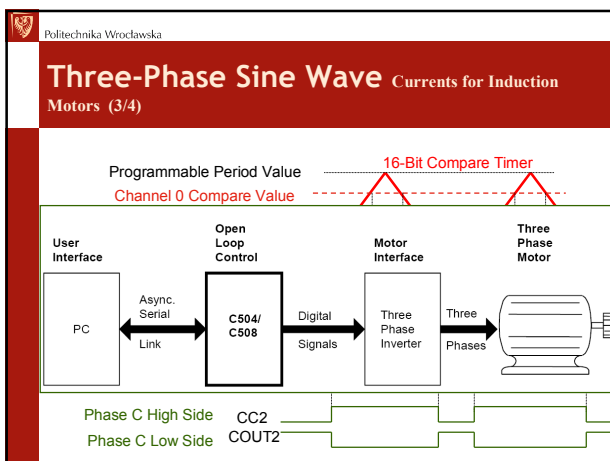 Politechnika Wrocławska
Three-Phase Sine Wave Currents for Induction
Motors (3/4)
16-Bit Compare Timer
Programmable Period Value
Channel 0 Compare Value
User
Interface
Open
Loop
Control
Motor
Interface
Three
Phase
Motor
PC
Async.
Serial
Link
C504/
C508
Digital
Signals
Three
Phase
Inverter
Three
Phases
Phase C High Side CC2
Phase C Low Side COUT2